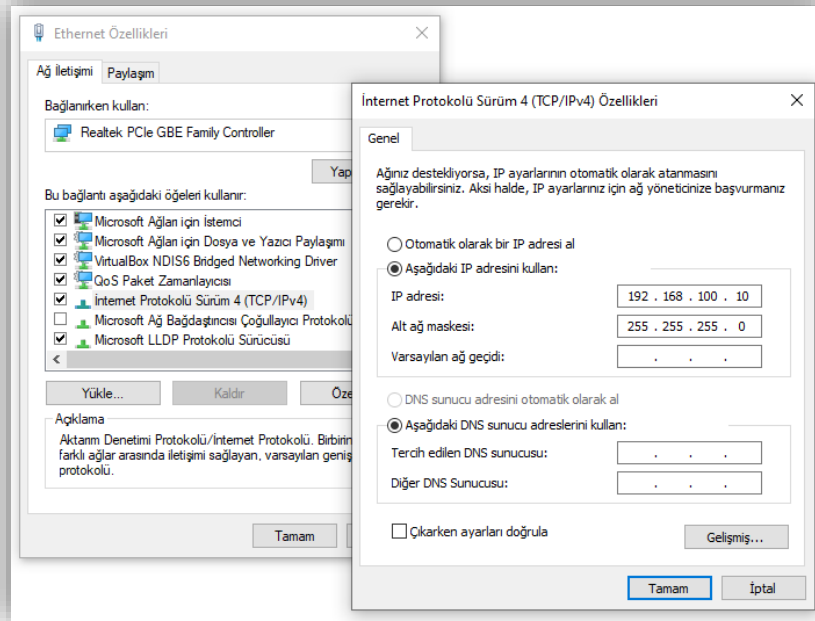 Ethernet Özellikleri
Ağ İletişimi
Paylaşım
Bağlanırken kullan:
Realtek PCIe GBE Family Controller
Yap
Bu bağlantı aşağıdaki öğeleri kullanır:
Microsoft Ağları için İstemci
Microsoft Ağları için Dosya ve Yazıcı Paylaşımı
VirtualBox NDIS6 Bridged Networking Driver
QoS Paket Zamanlayıcısı
İnternet Protokolü Sürüm 4 (TCP/IPv4)
Microsoft Ağ Bağdaştırıcısı Çoğullayıcı Protokolü
Microsoft LLDP Protokolü Sürücüsü
Yükle...
Kaldır
Öze
Açıklama
Aktarım Denetimi Protokolü/İnternet Protokolü. Birbirin
farklı ağlar arasında iletişimi sağlayan, varsayılan geniş
protokolü.
Tamam
İnternet Protokolü Sürüm 4 (TCP/IPv4) Özellikleri
Genel
Ağınız destekliyorsa, IP ayarlarının otomatik olarak atanmasını
sağlayabilirsiniz. Aksi halde, IP ayarlarınız için ağ yöneticinize başvurmanız
gerekir.
Otomatik olarak bir IP adresi al
Aşağıdaki IP adresini kullan:
IP adresi: 192 . 168 . 100 . 10
Alt ağ maskesi: 255 . 255 . 255 . 0
Varsayılan ağ geçidi: . . .
DNS sunucu adresini otomatik olarak al
Aşağıdaki DNS sunucu adreslerini kullan:
Tercih edilen DNS sunucusu: . . .
Diğer DNS Sunucusu: . . .
Çıkarken ayarları doğrula
Gelişmiş...
Tamam
İptal